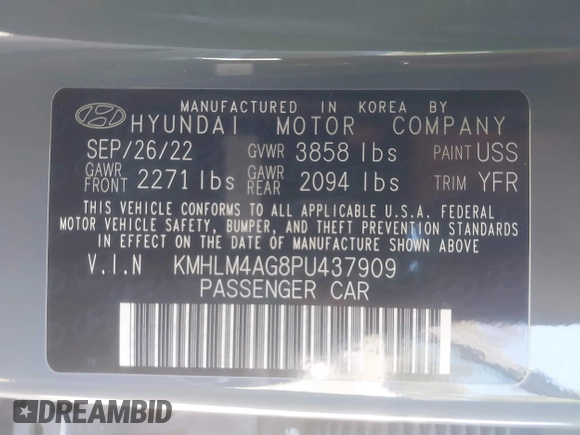 MANUFACTURED IN KOREA BY
HYUNDAI MOTOR COMPANY
SEP/26/22 GVWR 3858 lbs PAINT USS
GAWR FRONT 2271 lbs GAWR REAR 2094 lbs TRIM YFR
THIS VEHICLE CONFORMS TO ALL APPLICABLE U.S.A. FEDERAL
MOTOR VEHICLE SAFETY, BUMPER, AND THEFT PREVENTION STANDARDS
IN EFFECT ON THE DATE OF MANUFACTURE SHOWN ABOVE.
V.I.N KMHLM4AG8PU437909
PASSENGER CAR
DREAMBID